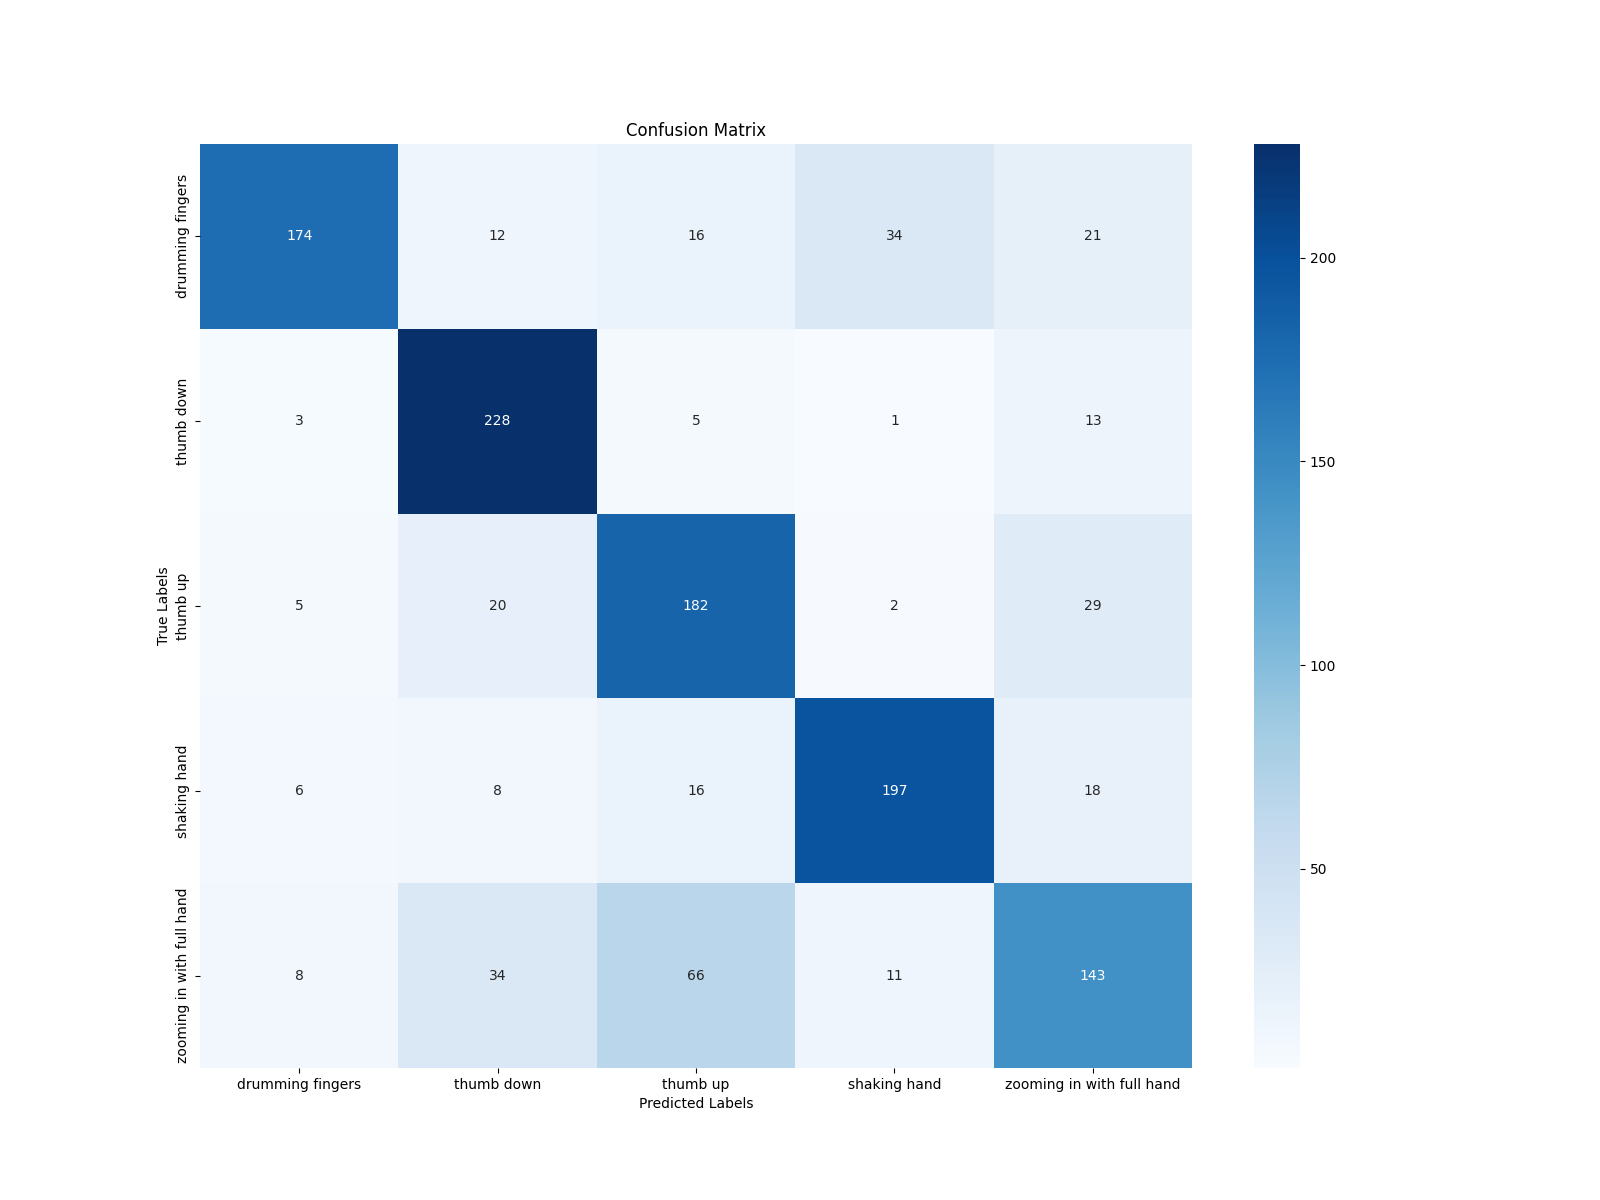 Confusion Matrix
drumming fingers
174 12 16 34 21
200
thumb down
3 228 5 1 13
150
True Labels
thumb up
5 20 182 2 29
100
shaking hand
6 8 16 197 18
50
zooming in with full hand
8 34 66 11 143
drumming fingers thumb down thumb up shaking hand zooming in with full hand
Predicted Labels